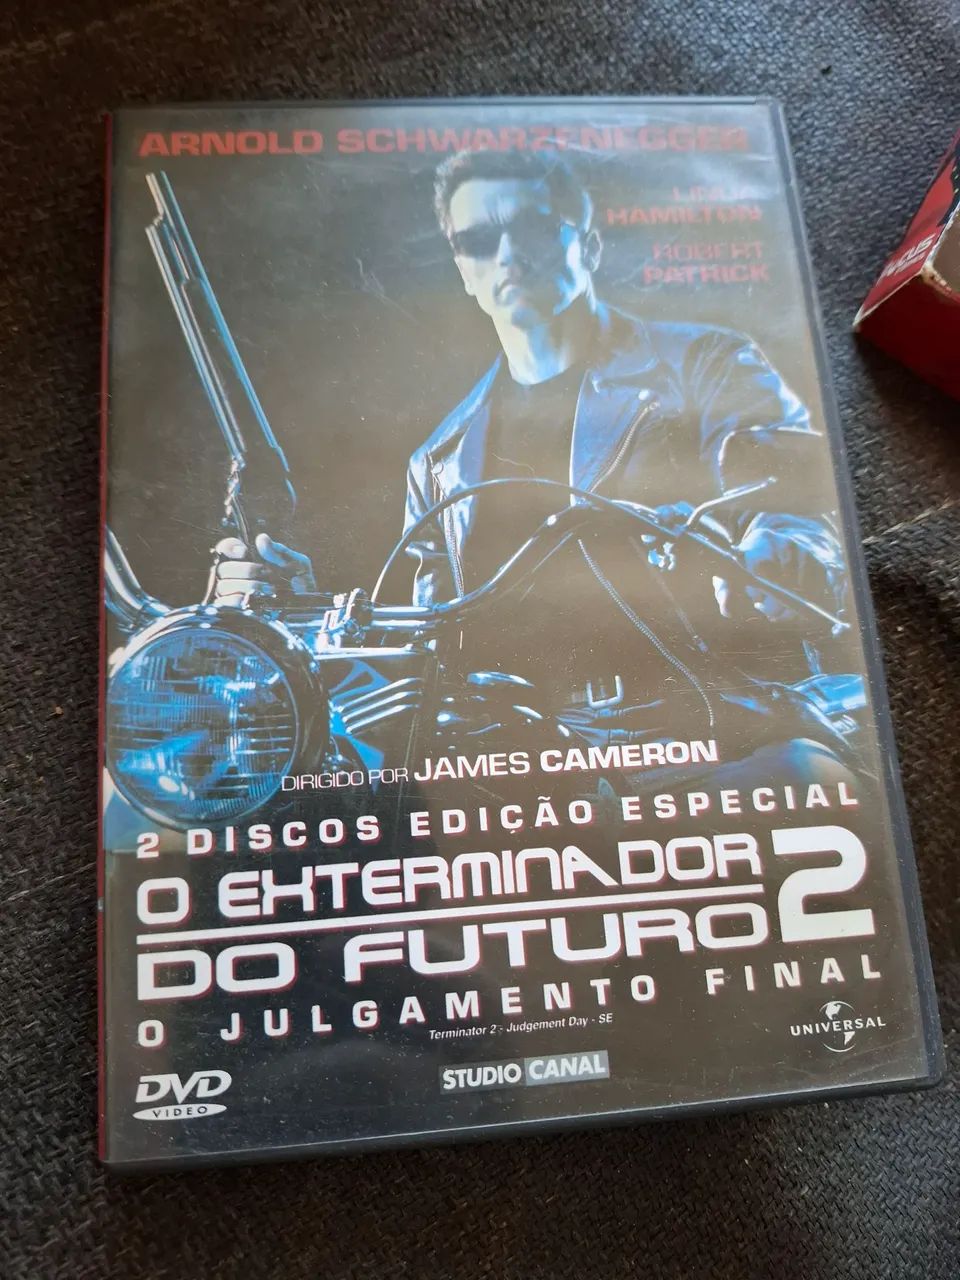 ARNOLD SCHWARZENEGGER
LINDA
HAMILTON
ROBERT
PATRICK
DIRIGIDO POR JAMES CAMERON
2 DISCOS EDIÇÃO ESPECIAL
O EXTERMINADOR
DO FUTURO 2
O JULGAMENTO FINAL
Terminator 2 - Judgement Day - SE
UNIVERSAL
STUDIO CANAL
DVD
VIDEO
FOCUS